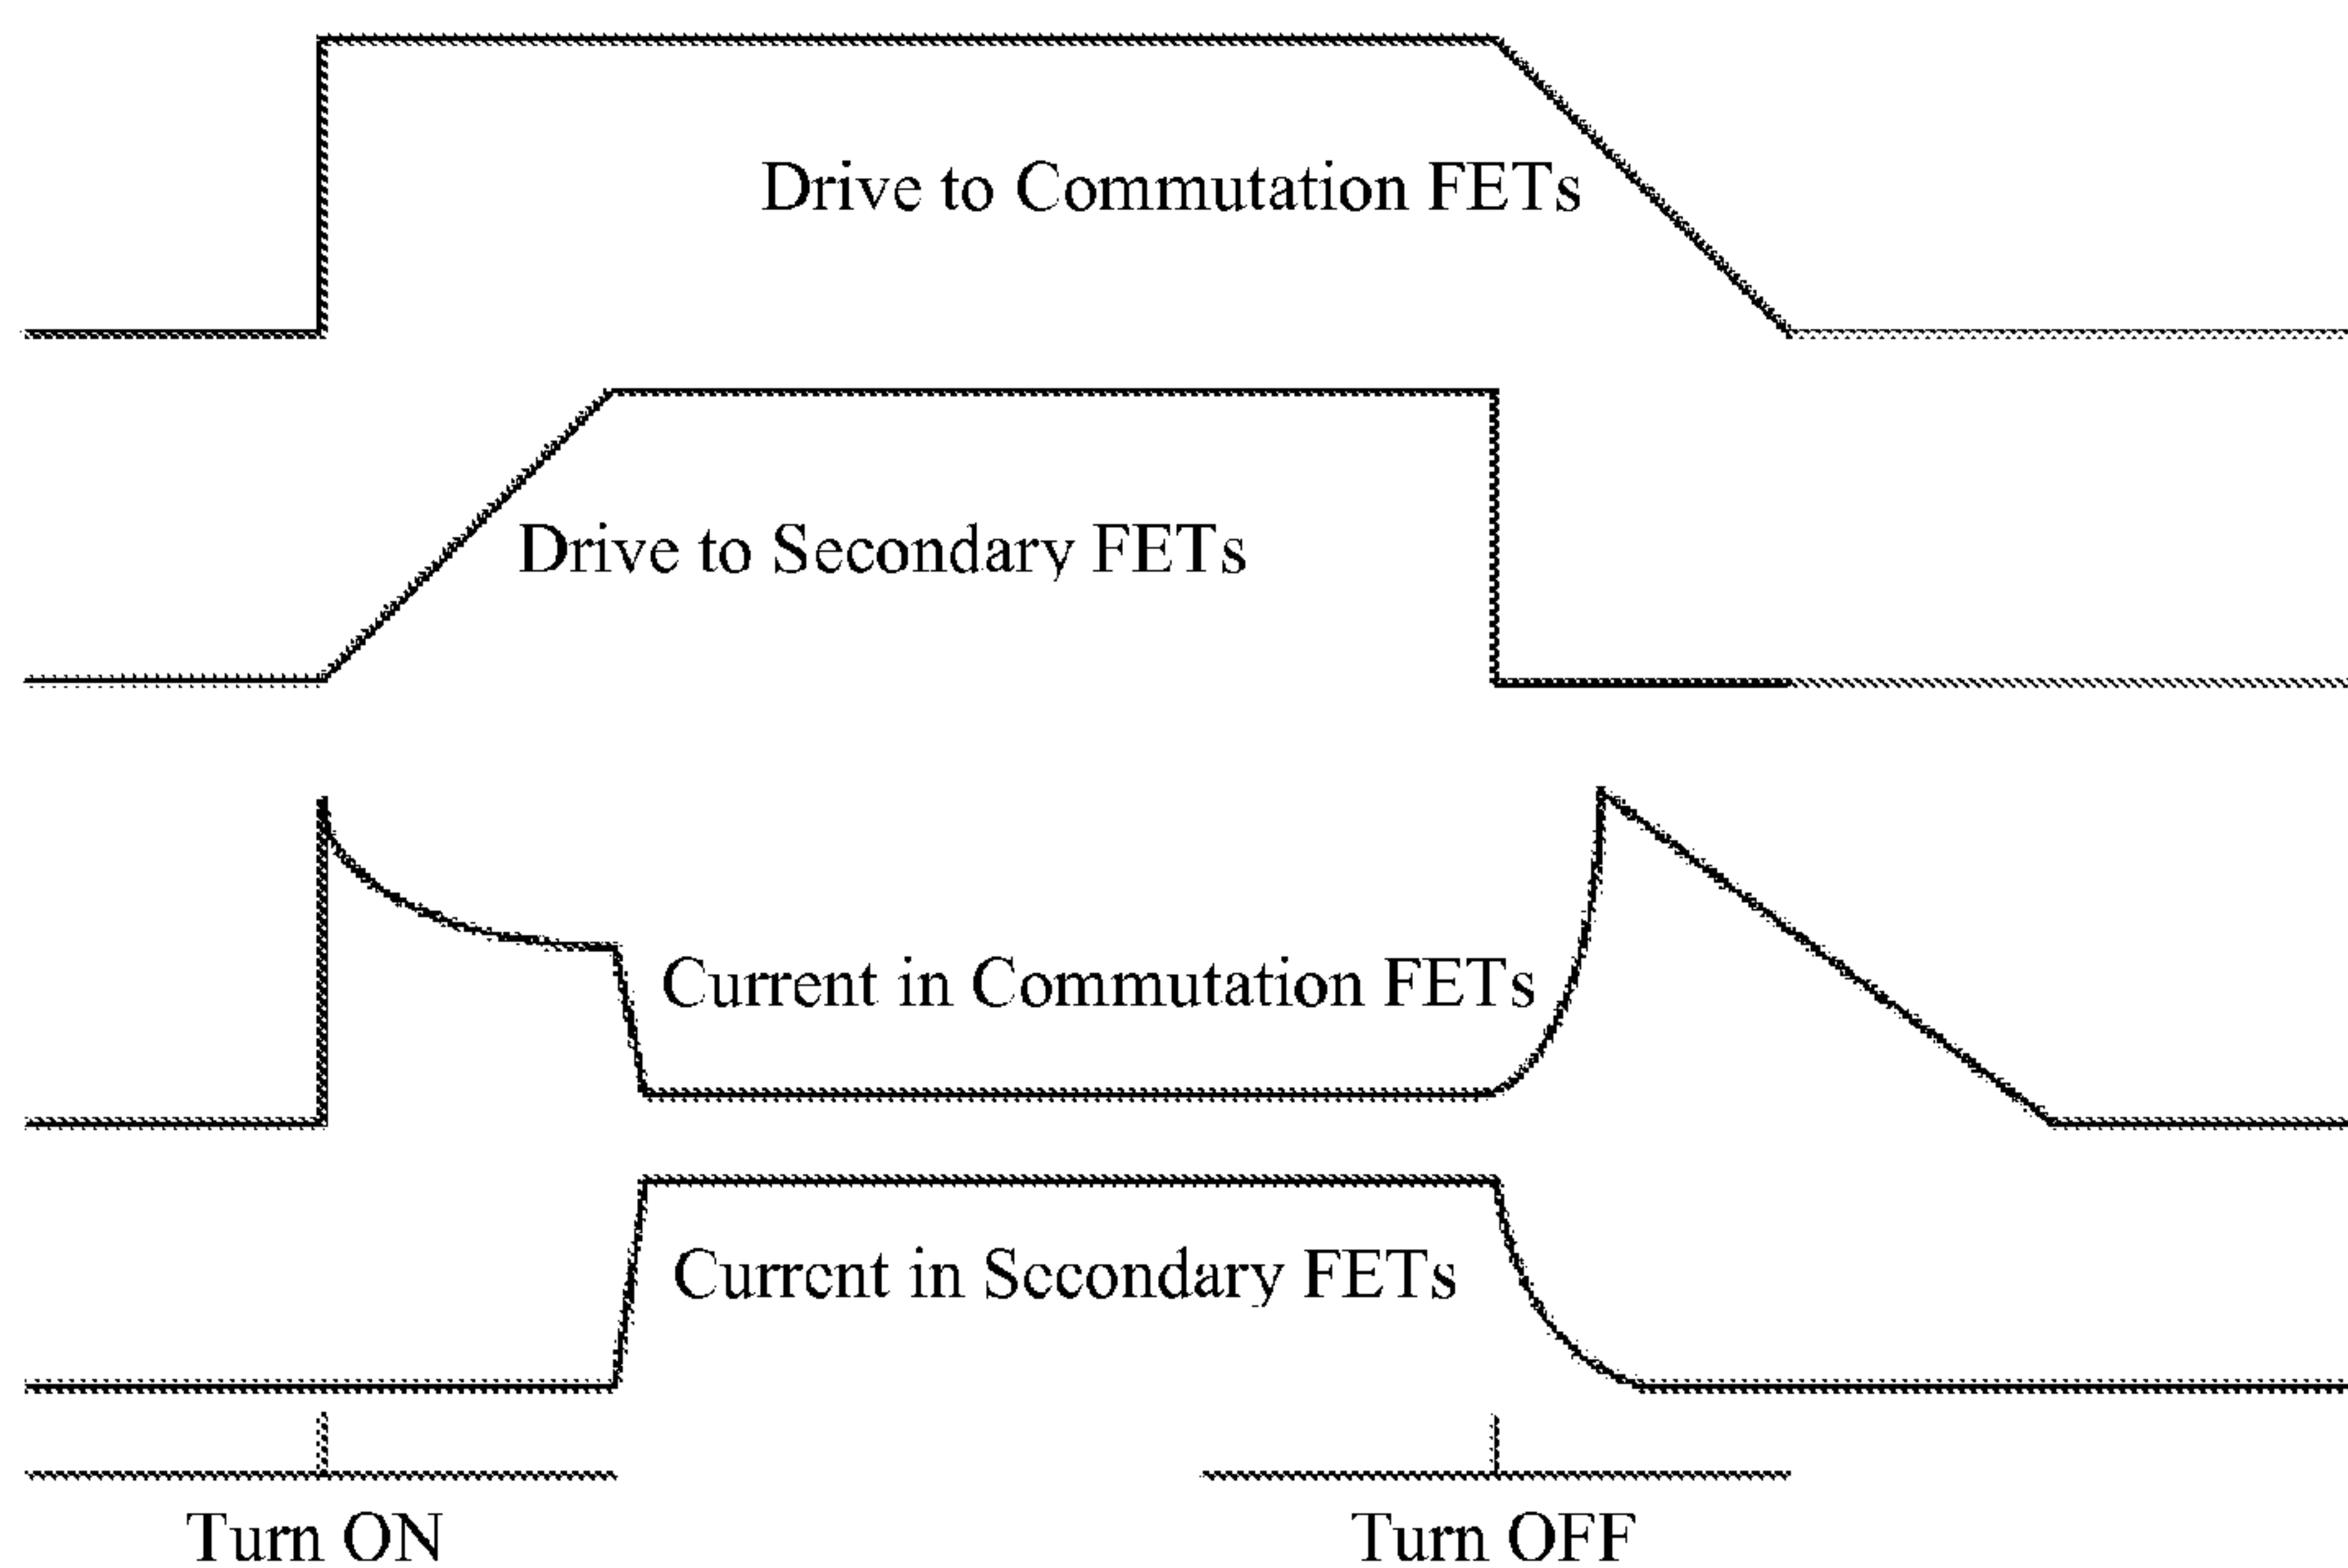 Drive to Commutation FETs
Drive to Secondary FETs
Current in Commutation FETs
Current in Secondary FETs
Turn ON
Turn OFF